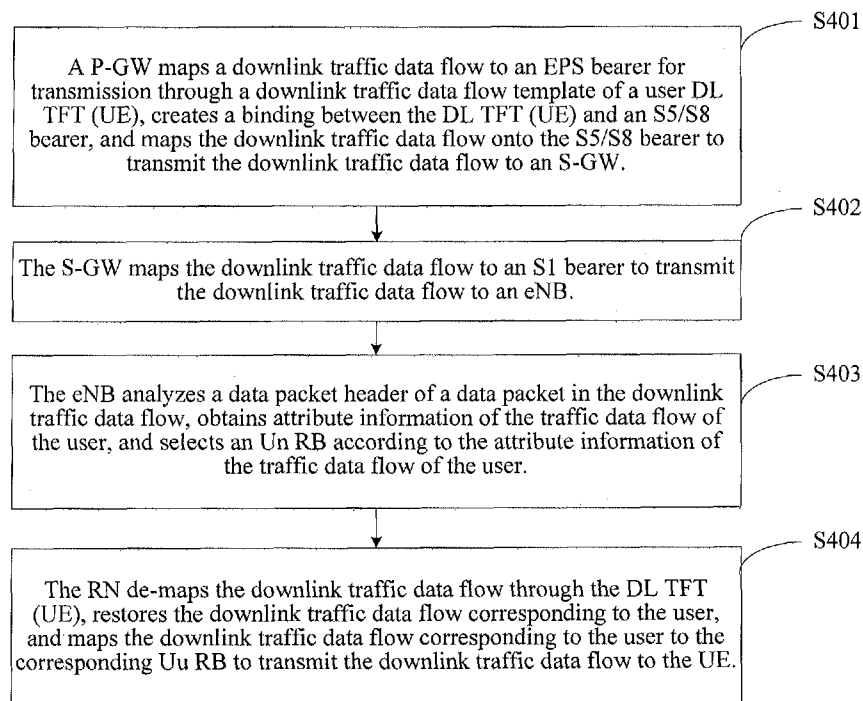 S401
A P-GW maps a downlink traffic data flow to an EPS bearer for
transmission through a downlink traffic data flow template of a user DL
TFT (UE), creates a binding between the DL TFT (UE) and an S5/S8
bearer, and maps the downlink traffic data flow onto the S5/S8 bearer to
transmit the downlink traffic data flow to an S-GW.
S402
The S-GW maps the downlink traffic data flow to an S1 bearer to transmit
the downlink traffic data flow to an eNB.
S403
The eNB analyzes a data packet header of a data packet in the downlink
traffic data flow, obtains attribute information of the traffic data flow of
the user, and selects an Un RB according to the attribute information of
the traffic data flow of the user.
S404
The RN de-maps the downlink traffic data flow through the DL TFT
(UE), restores the downlink traffic data flow corresponding to the user,
and maps the downlink traffic data flow corresponding to the user to the
corresponding Uu RB to transmit the downlink traffic data flow to the UE.